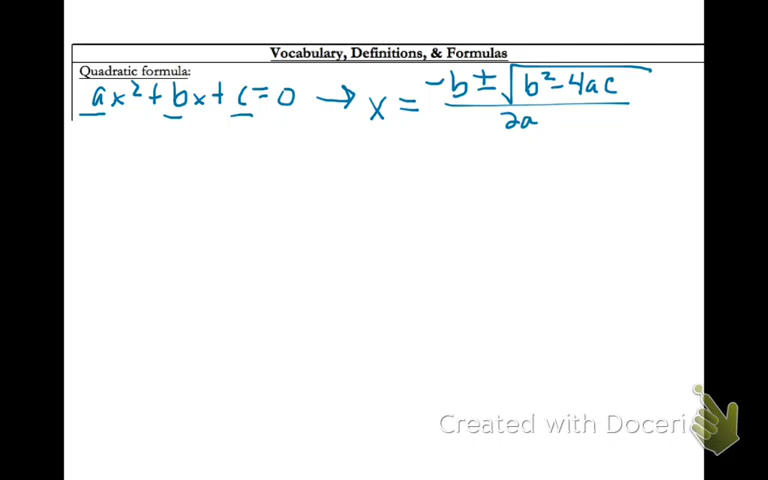 Vocabulary, Definitions, & Formulas
Quadratic formula:
ax² + bx + c = 0 → x = (-b ± √(b² - 4ac)) / 2a
Created with Doceri